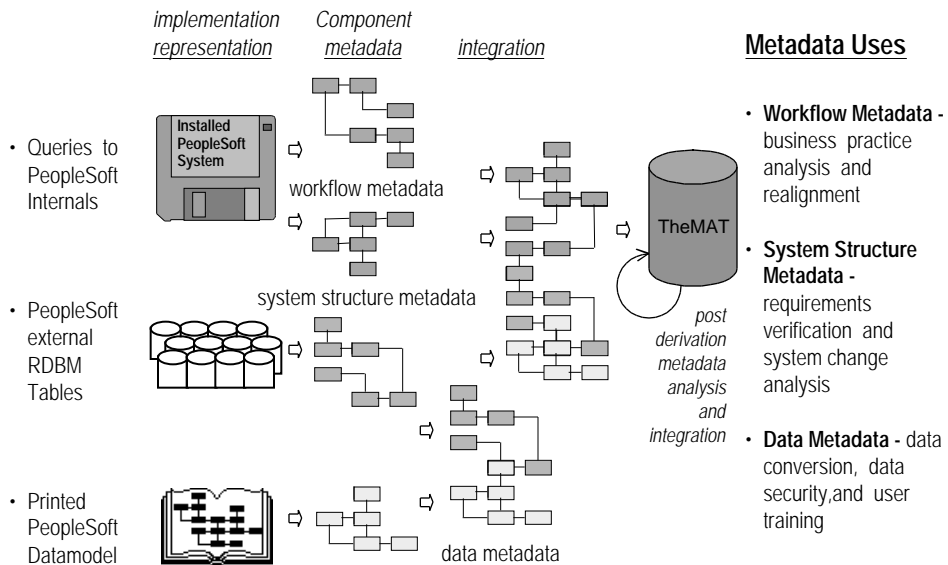 implementation
representation
Component
metadata
integration
Metadata Uses
• Queries to
PeopleSoft
Internals
Installed
PeopleSoft
System
workflow metadata
system structure metadata
• PeopleSoft
external
RDBM
Tables
• Printed
PeopleSoft
Datamodel
data metadata
TheMAT
post
derivation
metadata
analysis
and
integration
• Workflow Metadata -
business practice
analysis and
realignment
• System Structure
Metadata -
requirements
verification and
system change
analysis
• Data Metadata - data
conversion, data
security,and user
training